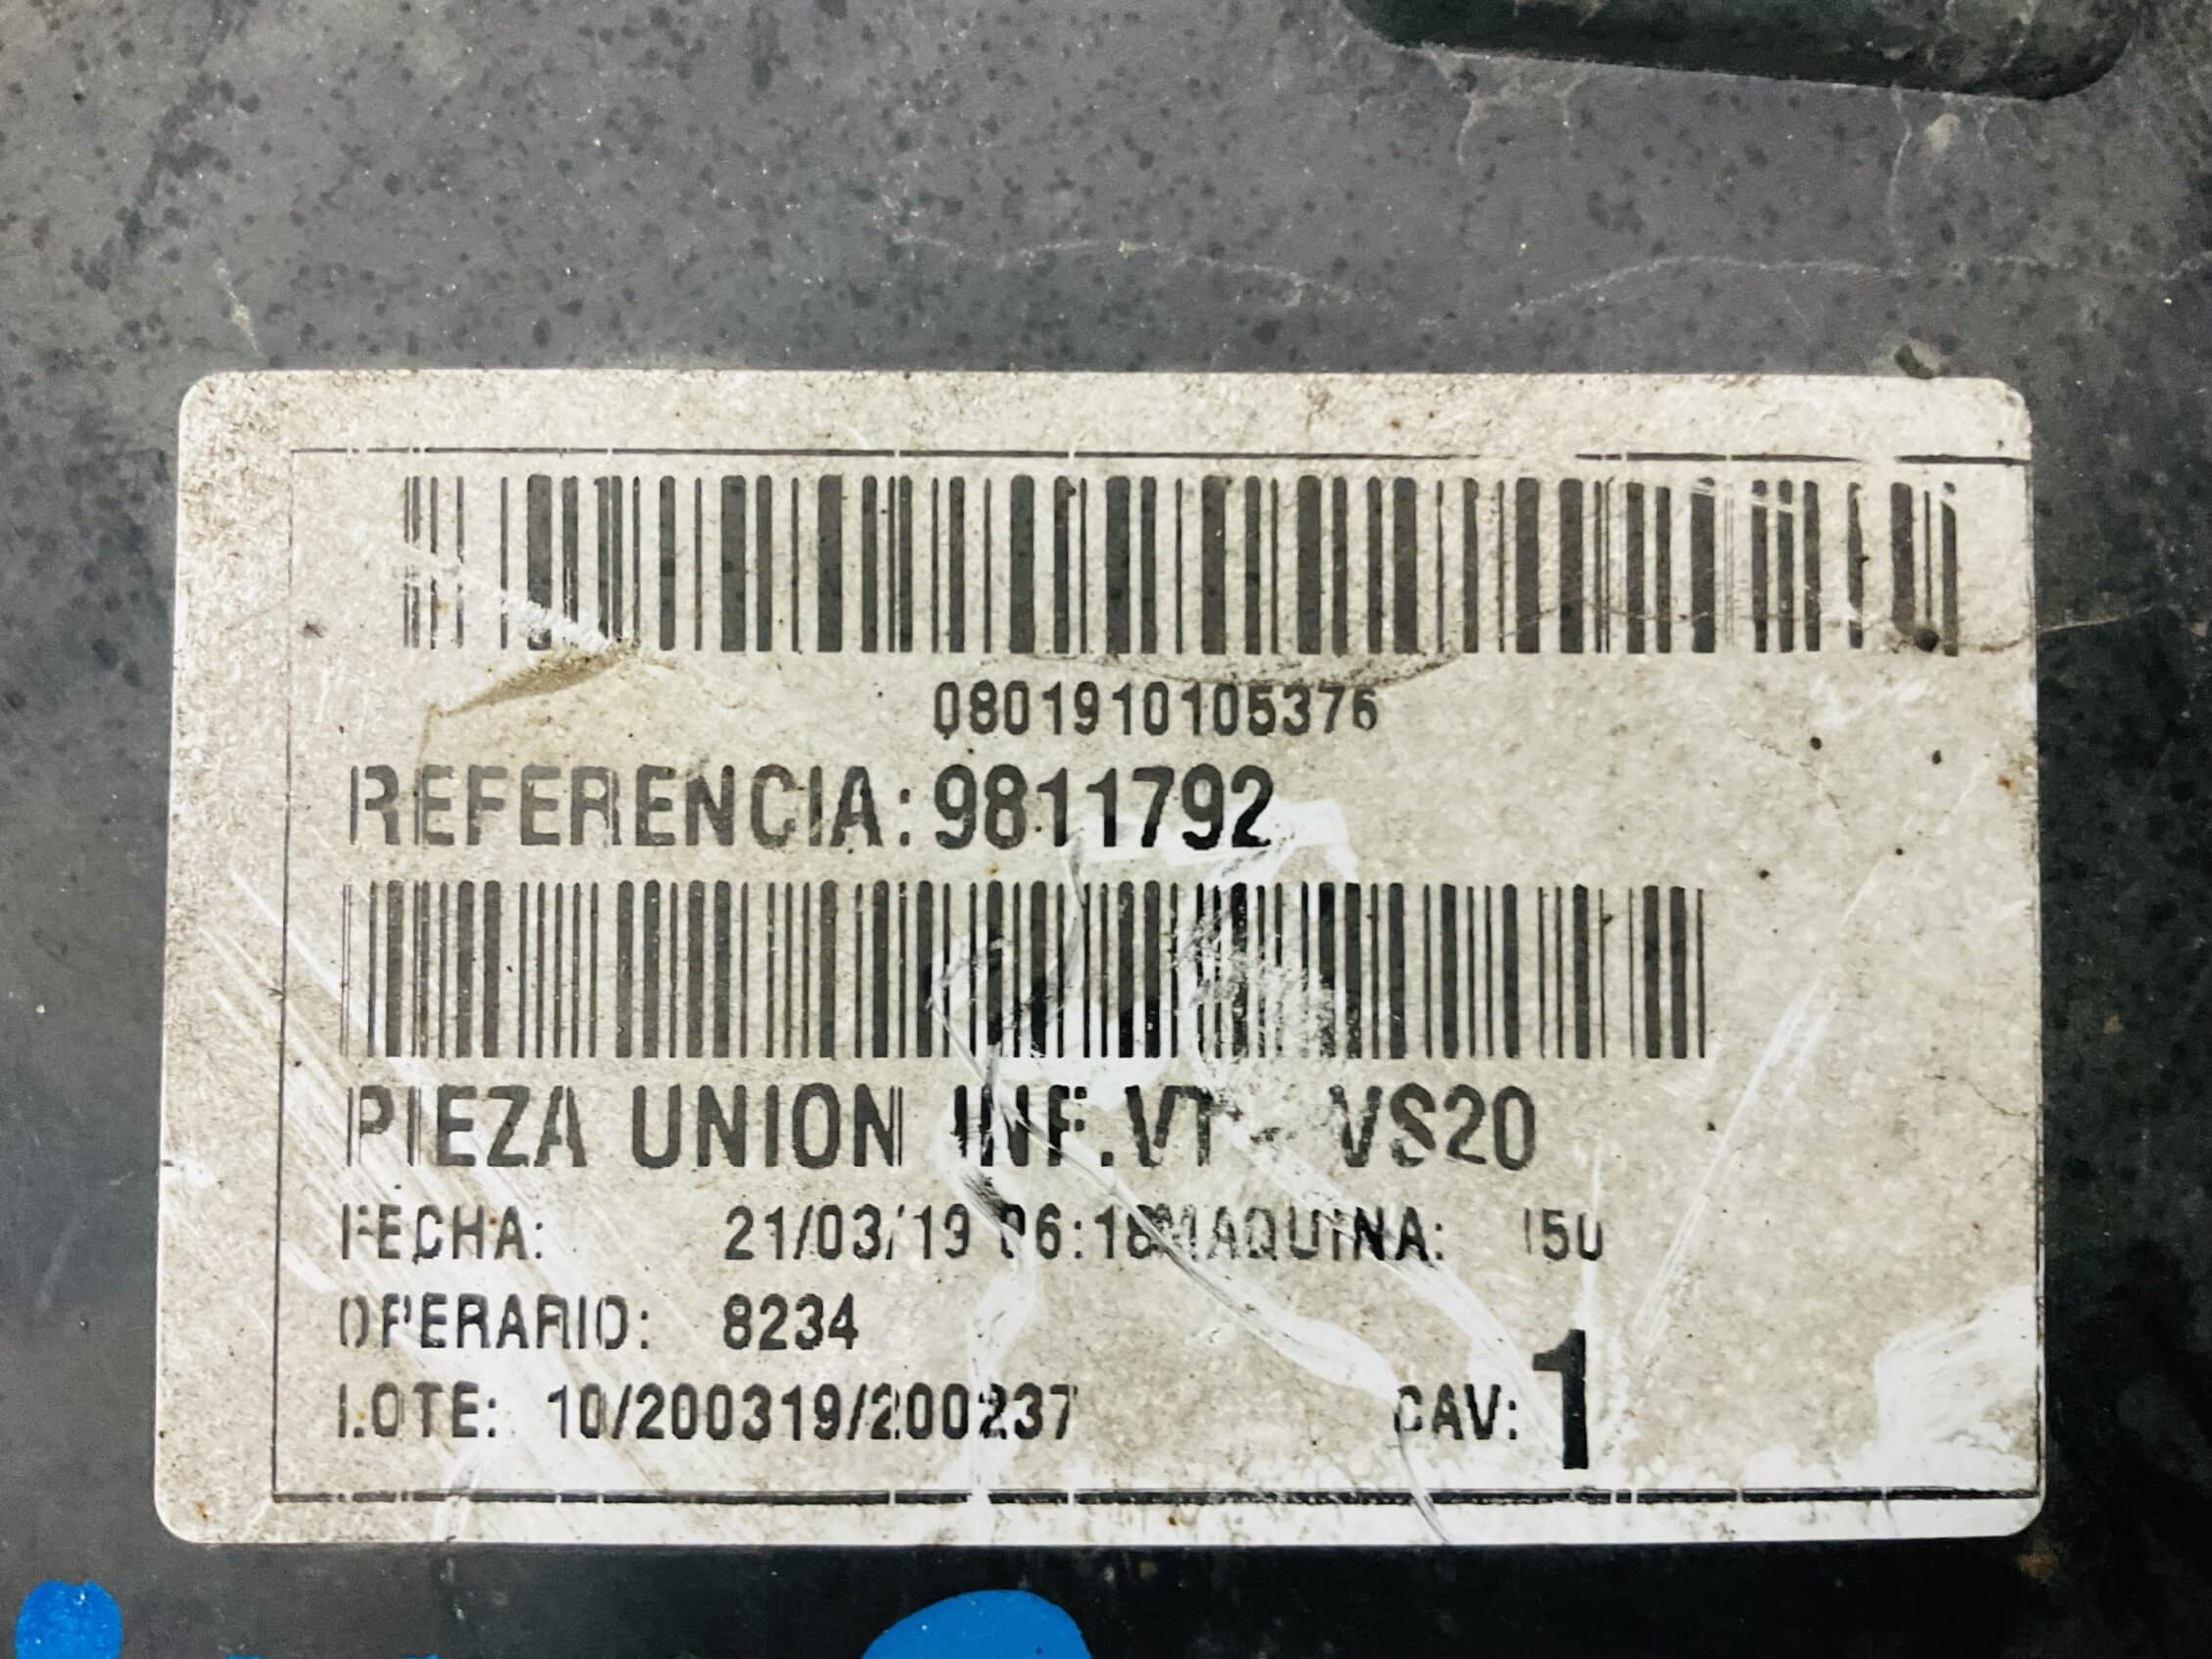 0801910105376
REFERENCIA: 9811792
PIEZA UNION INF.VT - VS20
FECHA: 21/03/19 06:18 MAQUINA: 150
OPERARIO: 8234
LOTE: 10/200319/200237 CAV: 1